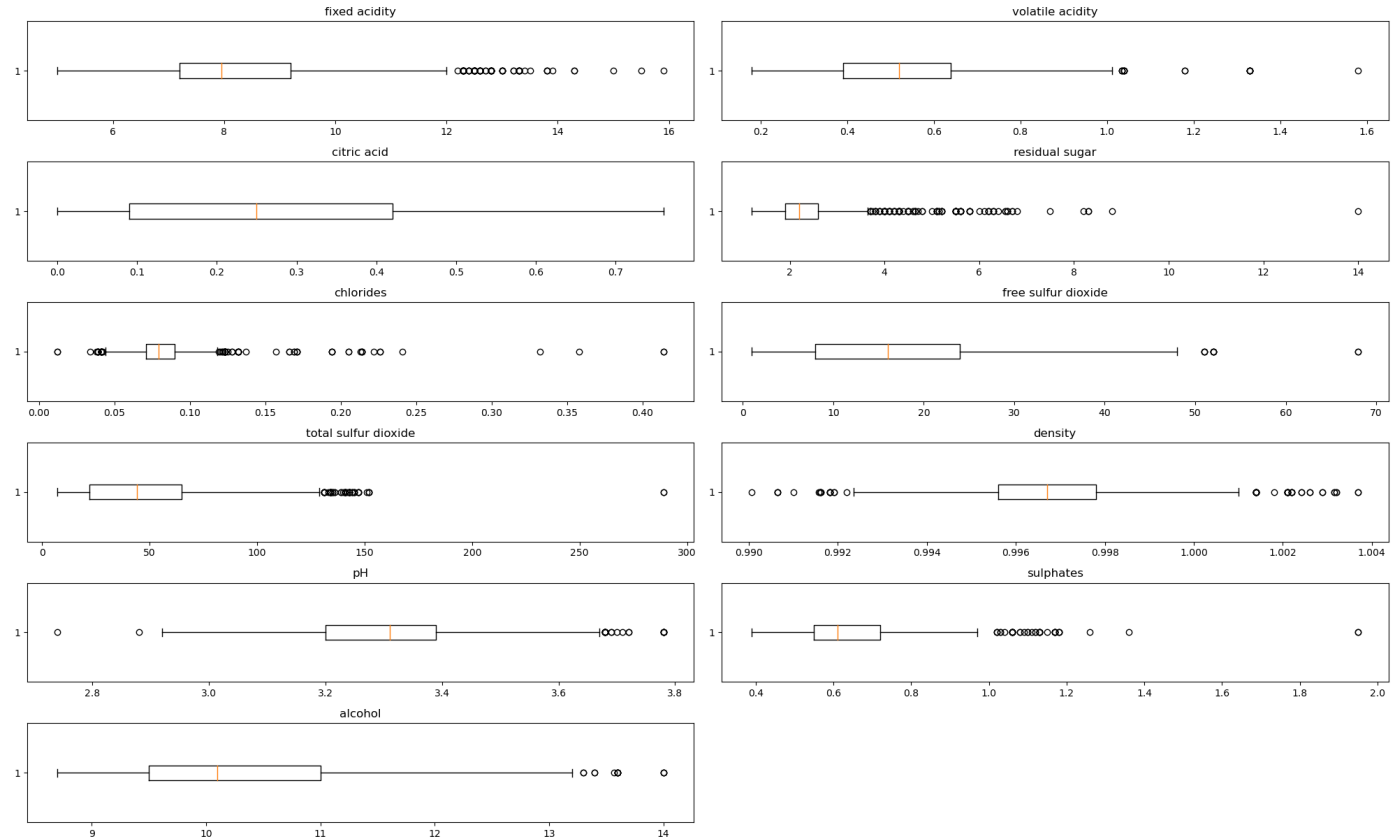 fixed acidity
1
6 8 10 12 14 16
volatile acidity
1
0.2 0.4 0.6 0.8 1.0 1.2 1.4 1.6
citric acid
1
0.0 0.1 0.2 0.3 0.4 0.5 0.6 0.7
residual sugar
1
2 4 6 8 10 12 14
chlorides
1
0.00 0.05 0.10 0.15 0.20 0.25 0.30 0.35 0.40
free sulfur dioxide
1
0 10 20 30 40 50 60 70
total sulfur dioxide
1
0 50 100 150 200 250 300
density
1
0.990 0.992 0.994 0.996 0.998 1.000 1.002 1.004
pH
1
2.8 3.0 3.2 3.4 3.6 3.8
sulphates
1
0.4 0.6 0.8 1.0 1.2 1.4 1.6 1.8 2.0
alcohol
1
9 10 11 12 13 14